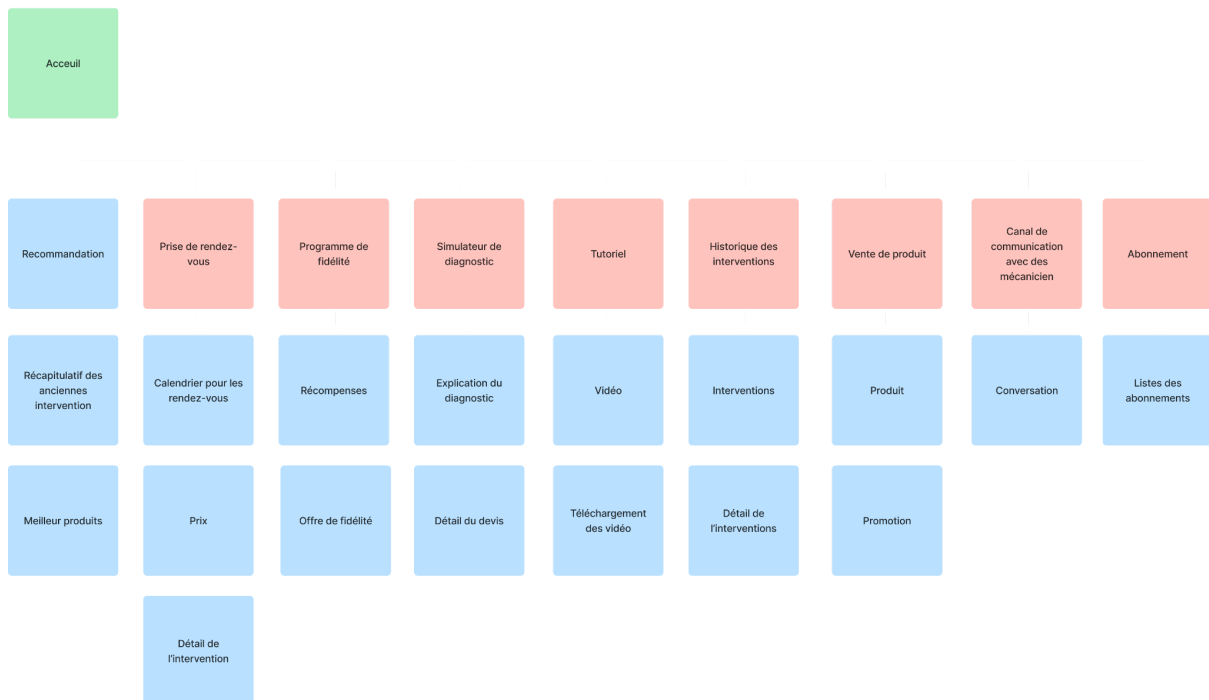 Acceuil
Recommandation
Prise de rendez-
vous
Programme de
fidélité
Simulateur de
diagnostic
Tutoriel
Historique des
interventions
Vente de produit
Canal de
communication
avec des
mécanicien
Abonnement
Récapitulatif des
anciennes
intervention
Calendrier pour les
rendez-vous
Récompenses
Explication du
diagnostic
Vidéo
Interventions
Produit
Conversation
Listes des
abonnements
Meilleur produits
Prix
Offre de fidélité
Détail du devis
Téléchargement
des vidéo
Détail de
l'interventions
Promotion
Détail de
l'intervention